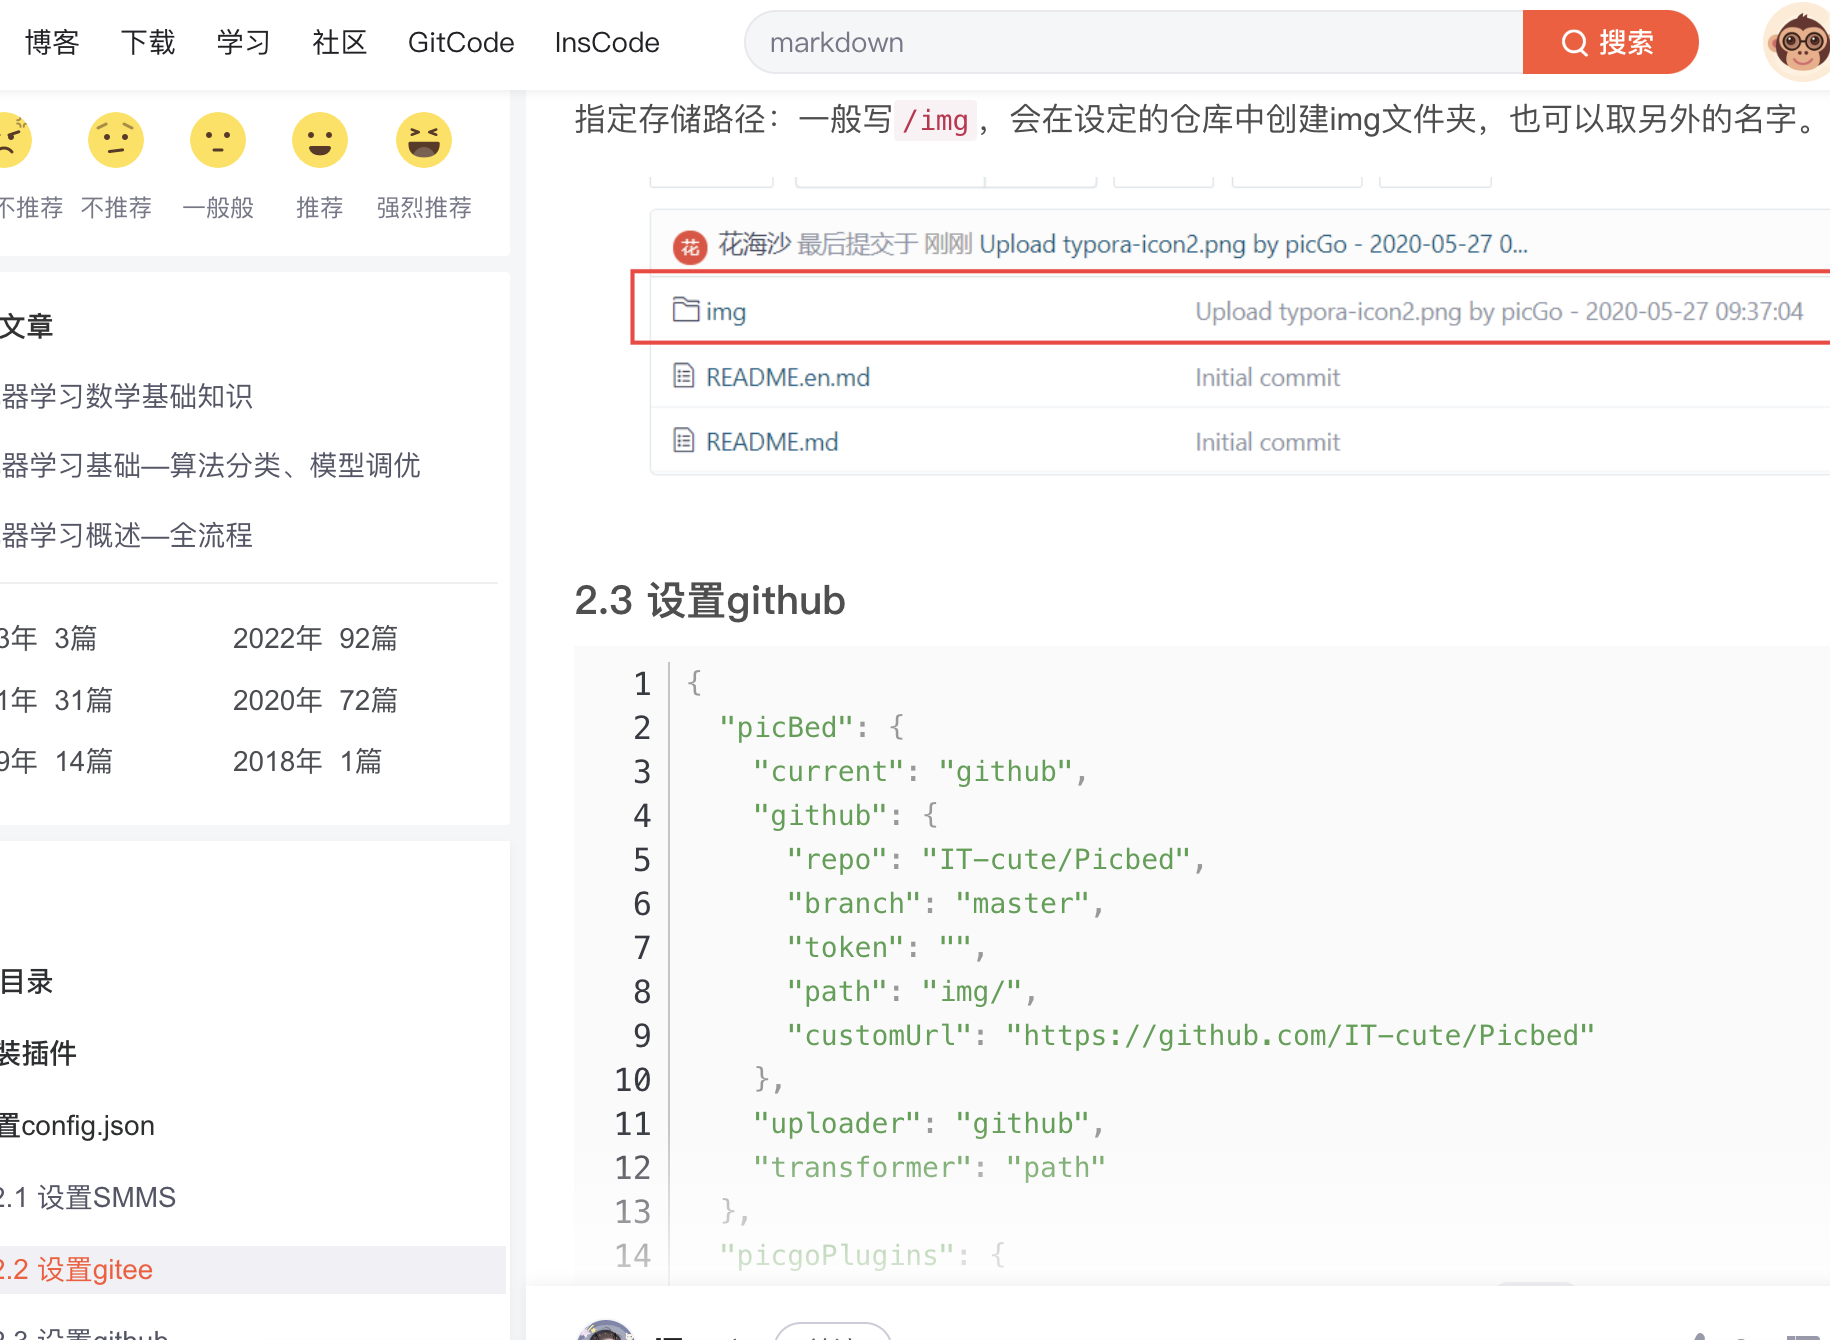 博客 下载 学习 社区 GitCode InsCode markdown 搜索
不推荐 不推荐 一般般 推荐 强烈推荐
文章
器学习数学基础知识
器学习基础—算法分类、模型调优
器学习概述—全流程
3年 3篇 2022年 92篇
1年 31篇 2020年 72篇
9年 14篇 2018年 1篇
目录
装插件
置config.json
2.1 设置SMMS
2.2 设置gitee
2.3 设置github
指定存储路径：一般写/img，会在设定的仓库中创建img文件夹，也可以取另外的名字。
花 花海沙 最后提交于 刚刚 Upload typora-icon2.png by picGo - 2020-05-27 0...
img Upload typora-icon2.png by picGo - 2020-05-27 09:37:04
README.en.md Initial commit
README.md Initial commit
2.3 设置github
1 {
2 "picBed": {
3 "current": "github",
4 "github": {
5 "repo": "IT-cute/Picbed",
6 "branch": "master",
7 "token": "",
8 "path": "img/",
9 "customUrl": "https://github.com/IT-cute/Picbed"
10 },
11 "uploader": "github",
12 "transformer": "path"
13 },
14 "picgoPlugins": {